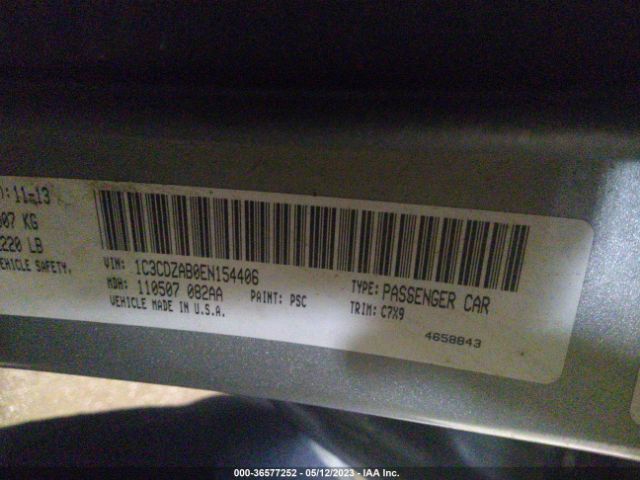 ): 11-13
607 KG
220 LB
EHICLE SAFETY.
VIN: 1C3CDZAB0EN154406
MDH: 110507 082AA
PAINT: PSC
VEHICLE MADE IN U.S.A.
TYPE: PASSENGER CAR
TRIM: C7X9
4658843
000-36577252 - 05/12/2023 - IAA Inc.